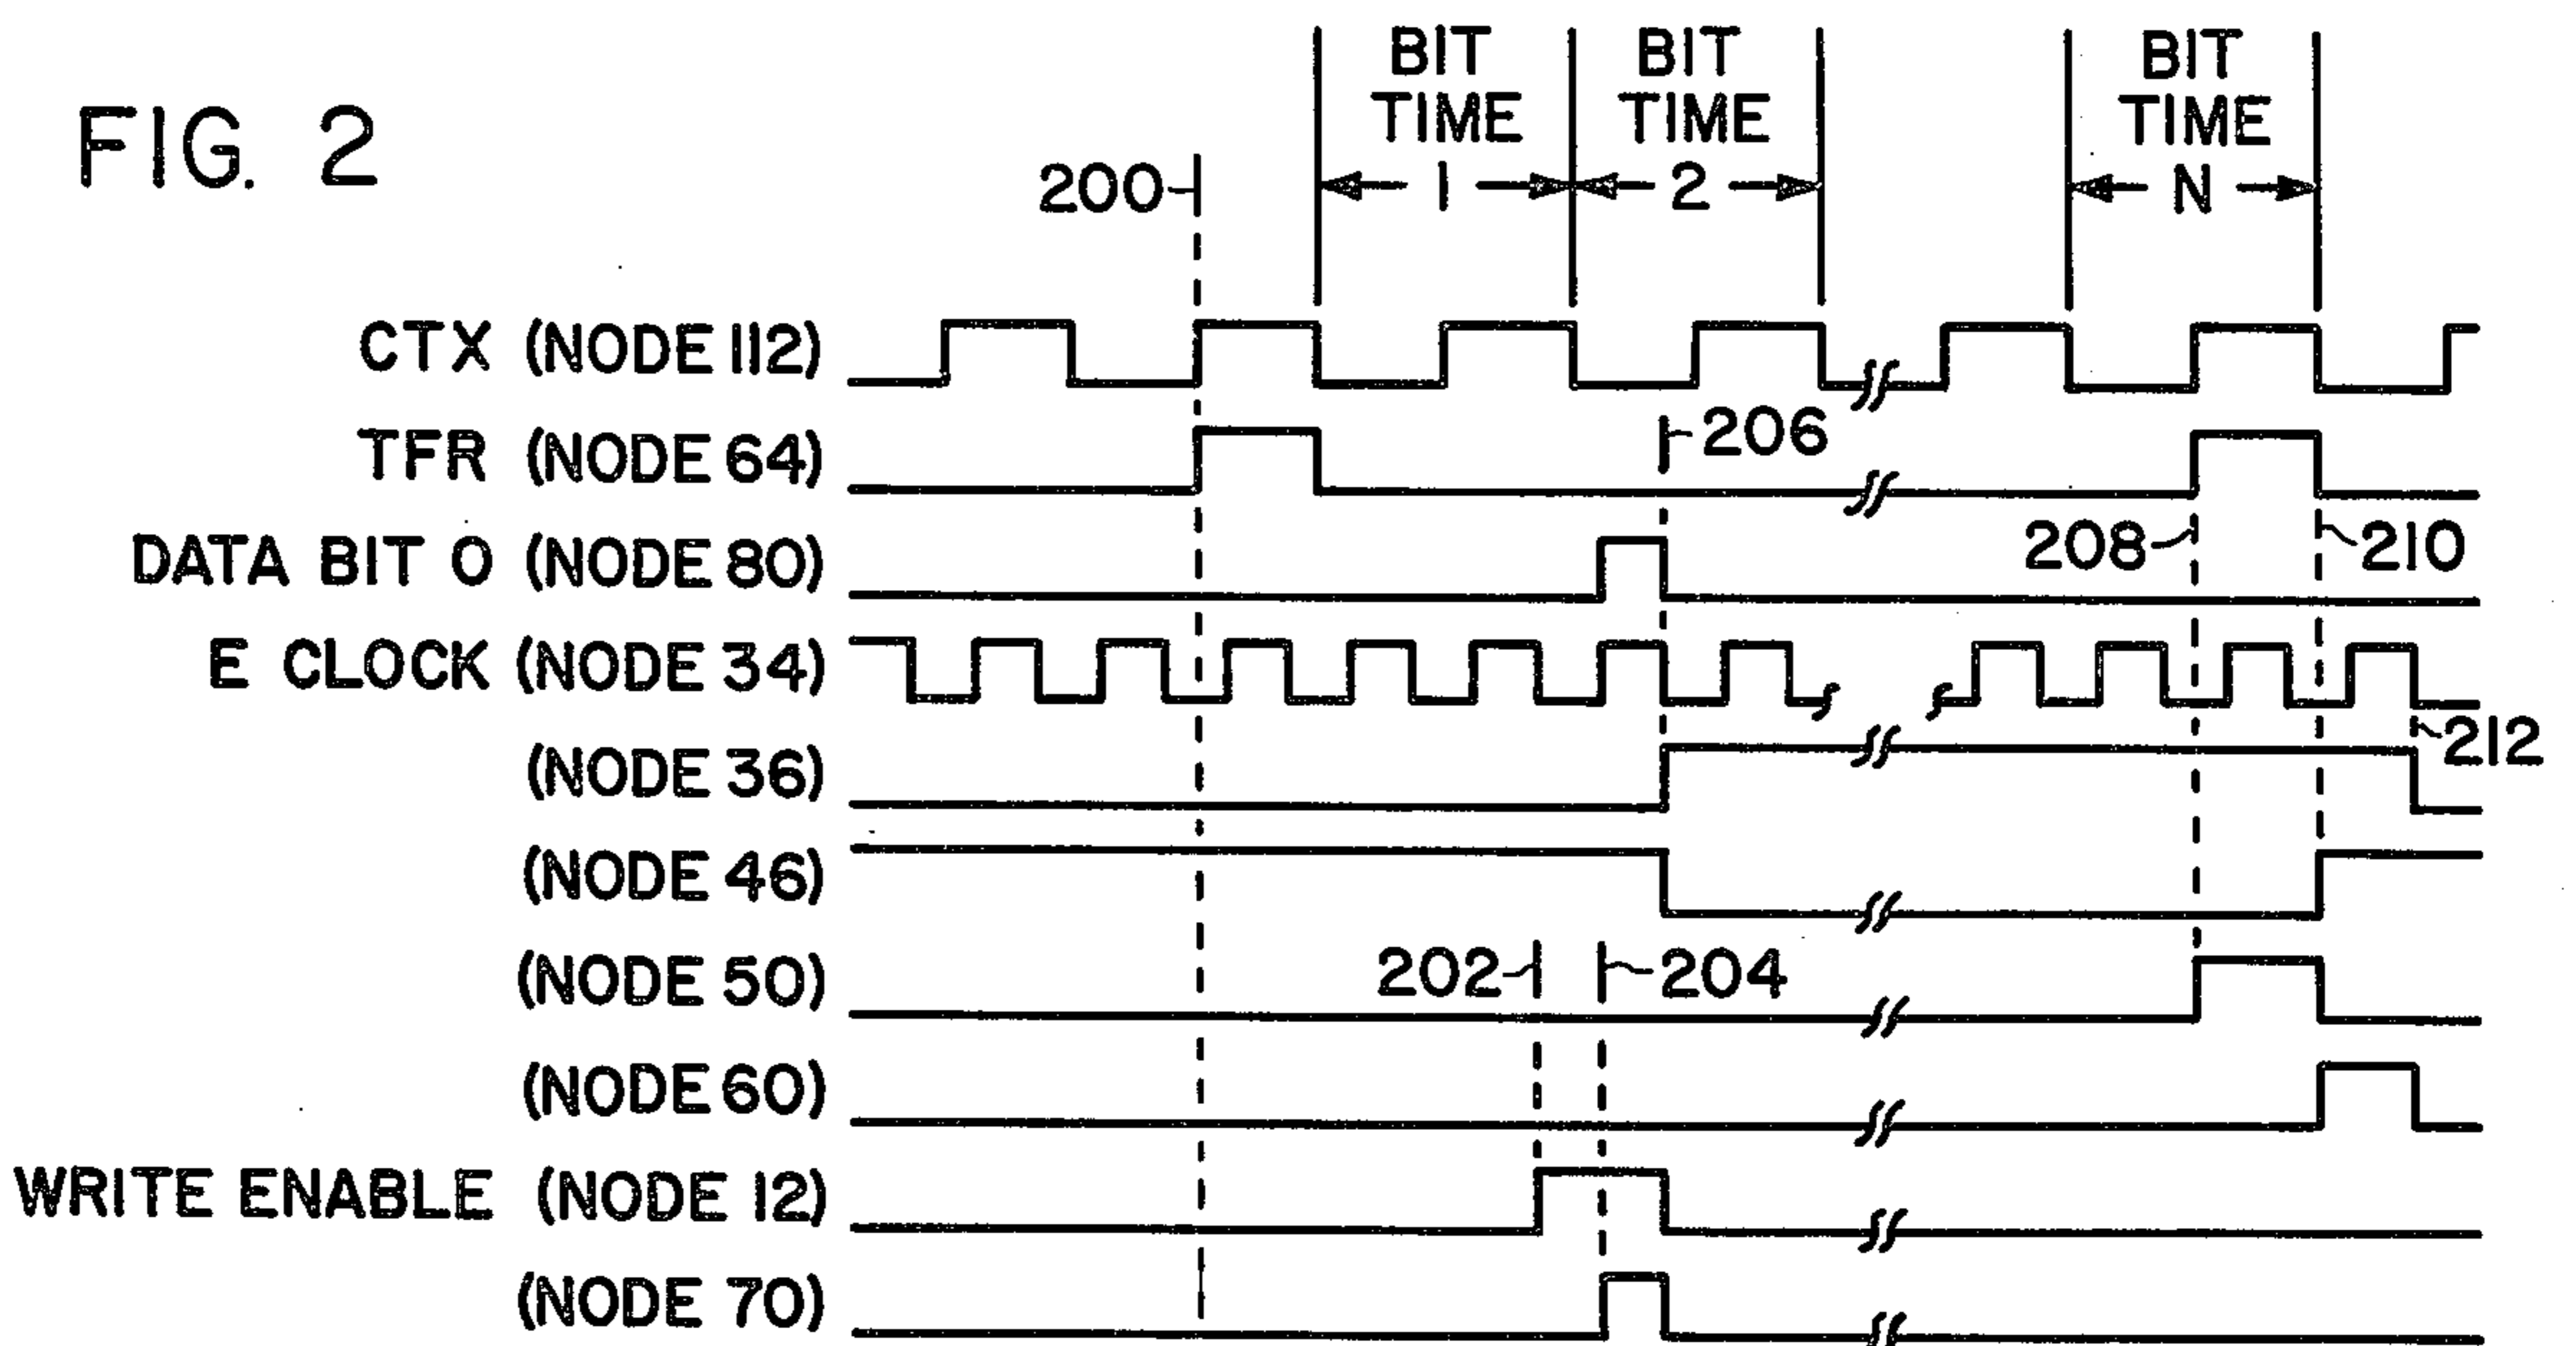 FIG. 2
BIT TIME 1
BIT TIME 2
BIT TIME N
200
CTX (NODE 112)
TFR (NODE 64)
206
DATA BIT 0 (NODE 80)
208
210
E CLOCK (NODE 34)
(NODE 36)
212
(NODE 46)
(NODE 50)
202
204
(NODE 60)
WRITE ENABLE (NODE 12)
(NODE 70)